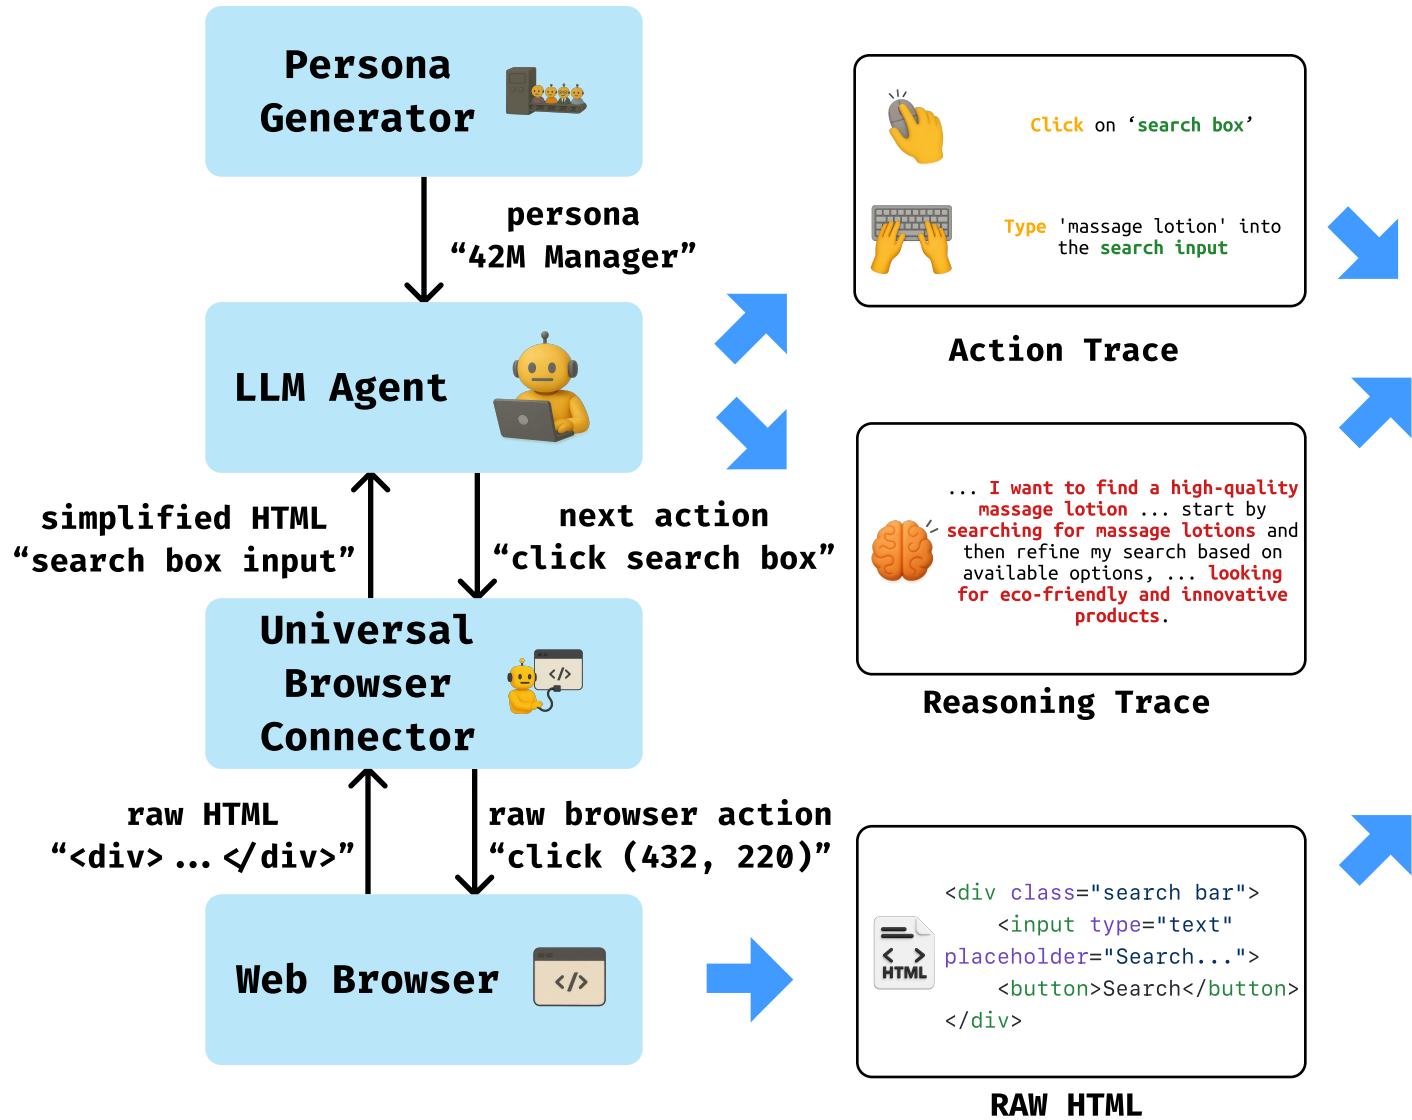 Persona
Generator
persona
“42M Manager”
LLM Agent
simplified HTML
“search box input”
next action
“click search box”
Universal
Browser
Connector
raw HTML
“<div>...</div>”
raw browser action
“click (432, 220)”
Web Browser
Click on ‘search box’
Type 'massage lotion' into
the search input
Action Trace
... I want to find a high-quality
massage lotion ... start by
searching for massage lotions and
then refine my search based on
available options, ... looking
for eco-friendly and innovative
products.
Reasoning Trace
HTML
<div class="search bar">
<input type="text"
placeholder="Search...">
<button>Search</button>
</div>
RAW HTML